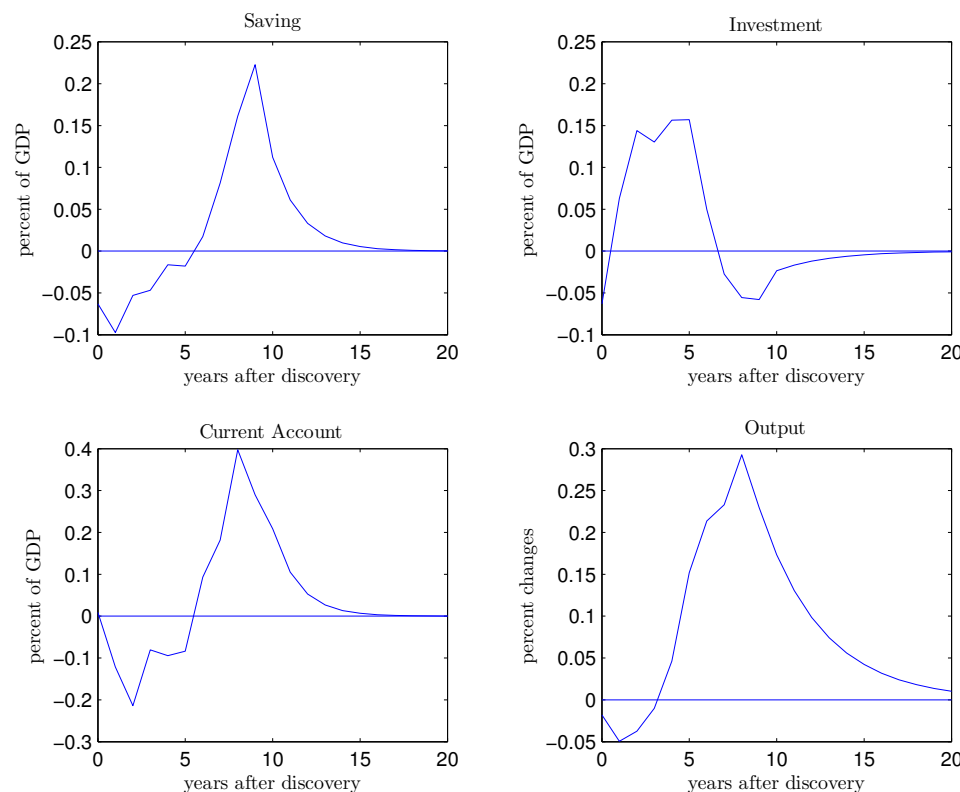 Saving
0.25
0.2
0.15
0.1
0.05
0
−0.05
−0.1
percent of GDP
0 5 10 15 20
years after discovery
Investment
0.25
0.2
0.15
0.1
0.05
0
−0.05
−0.1
percent of GDP
0 5 10 15 20
years after discovery
Current Account
0.4
0.3
0.2
0.1
0
−0.1
−0.2
−0.3
percent of GDP
0 5 10 15 20
years after discovery
Output
0.3
0.25
0.2
0.15
0.1
0.05
0
−0.05
percent changes
0 5 10 15 20
years after discovery